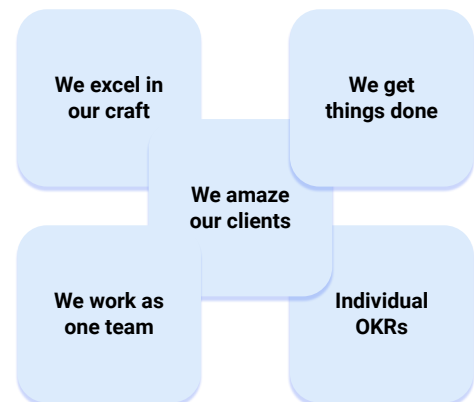 We excel in
our craft
We get
things done
We amaze
our clients
We work as
one team
Individual
OKRs